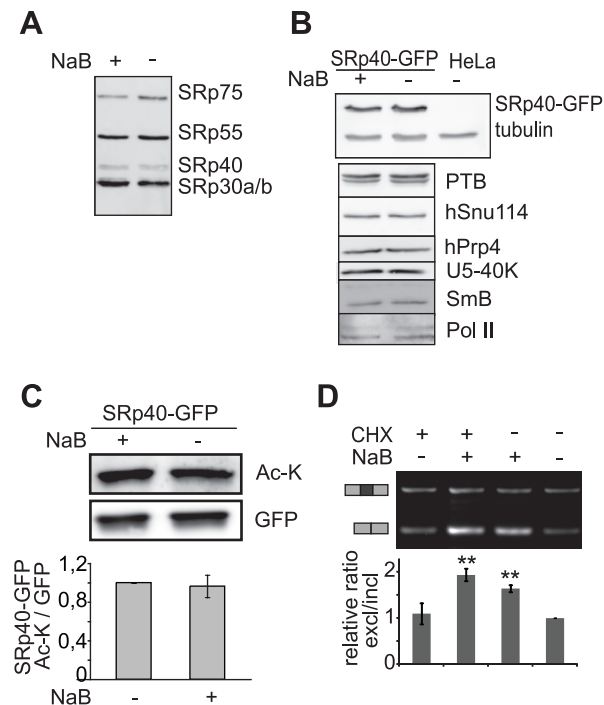 A
NaB + -
SRp75
SRp55
SRp40
SRp30a/b
B
SRp40-GFP HeLa
NaB + - -
SRp40-GFP
tubulin
PTB
hSnu114
hPrp4
U5-40K
SmB
Pol II
C
SRp40-GFP
NaB + -
Ac-K
GFP
SRp40-GFP
Ac-K / GFP
1,2
0,8
0,4
0
NaB - +
D
CHX + + - -
NaB - + + -
relative ratio
excl/incl
2
1
0
** **